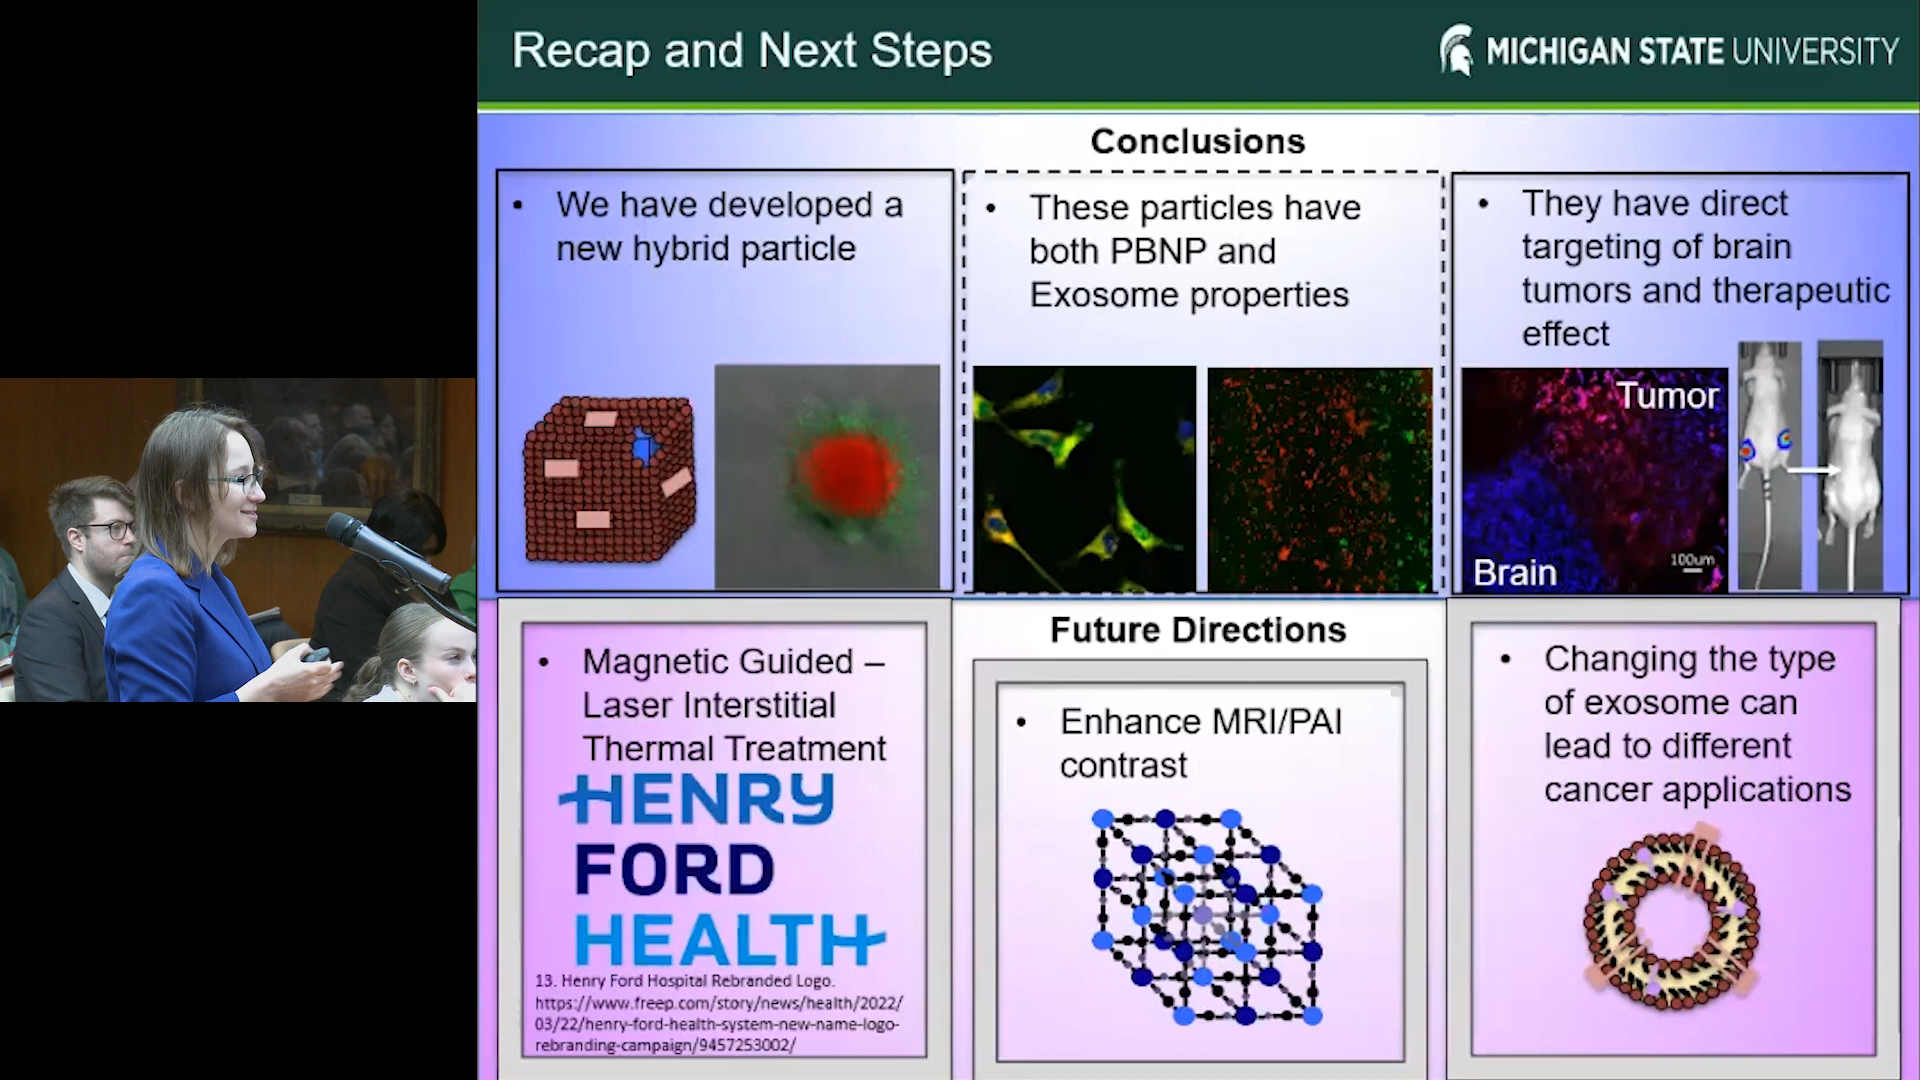 Recap and Next Steps
MICHIGAN STATE UNIVERSITY
Conclusions
• We have developed a
new hybrid particle
• These particles have
both PBNP and
Exosome properties
• They have direct
targeting of brain
tumors and therapeutic
effect
Tumor
Brain
100um
Future Directions
• Magnetic Guided –
Laser Interstitial
Thermal Treatment
HENRY
FORD
HEALTH
13. Henry Ford Hospital Rebranded Logo.
https://www.freep.com/story/news/health/2022/
03/22/henry-ford-health-system-new-name-logo-
rebranding-campaign/9457253002/
• Enhance MRI/PAI
contrast
• Changing the type
of exosome can
lead to different
cancer applications